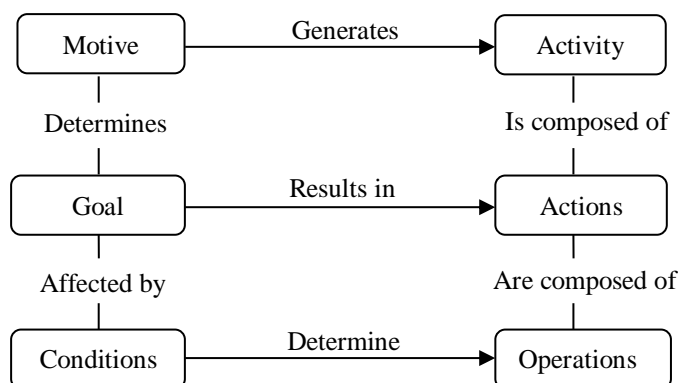 Motive
Generates
Activity
Determines
Is composed of
Goal
Results in
Actions
Affected by
Are composed of
Conditions
Determine
Operations